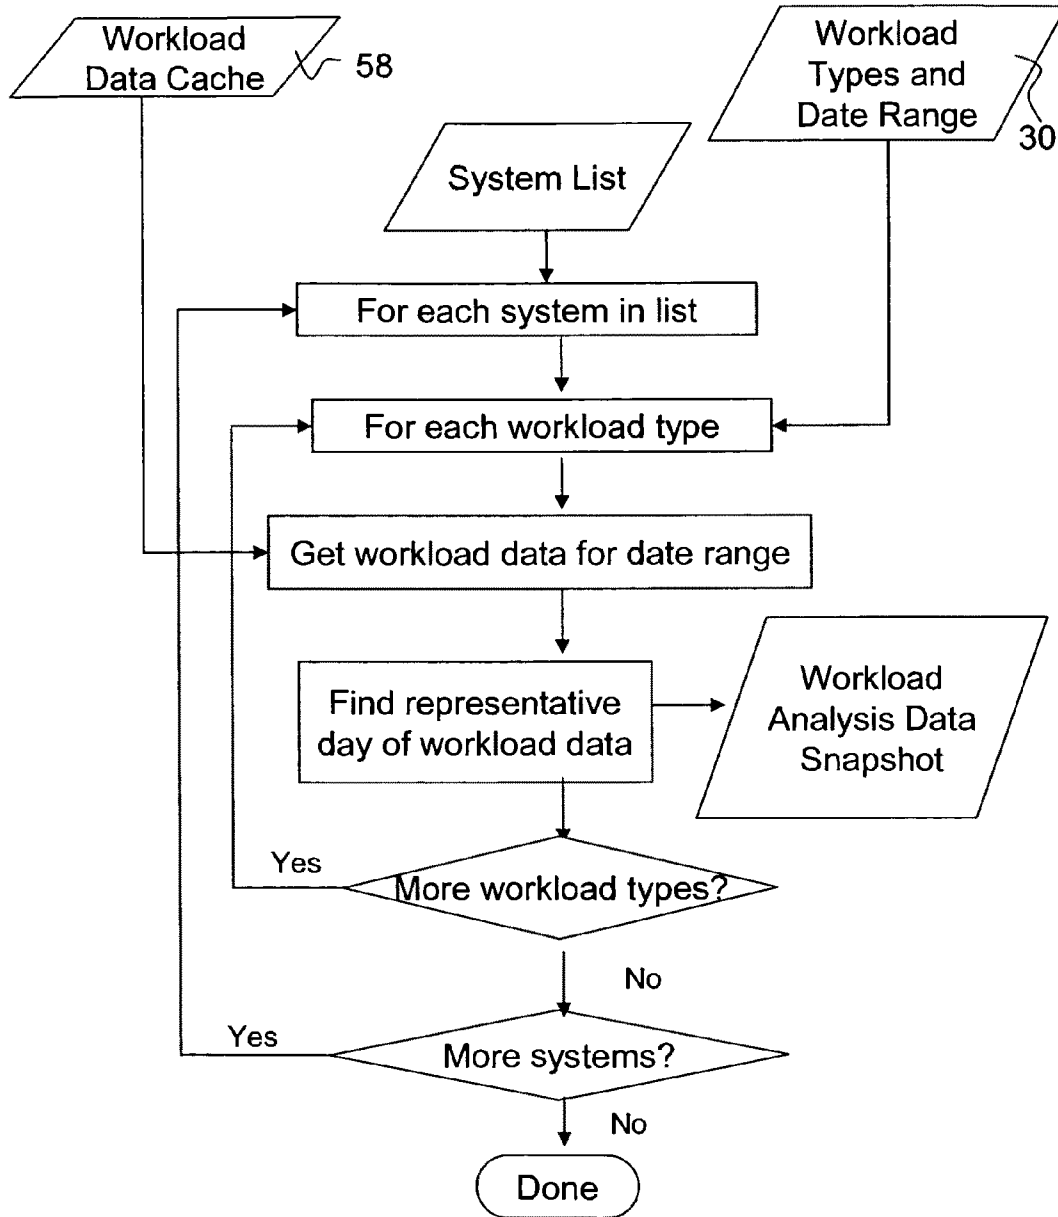 Workload
Data Cache
58
Workload
Types and
Date Range
30
System List
For each system in list
For each workload type
Get workload data for date range
Find representative
day of workload data
Workload
Analysis Data
Snapshot
Yes
More workload types?
No
Yes
More systems?
No
Done